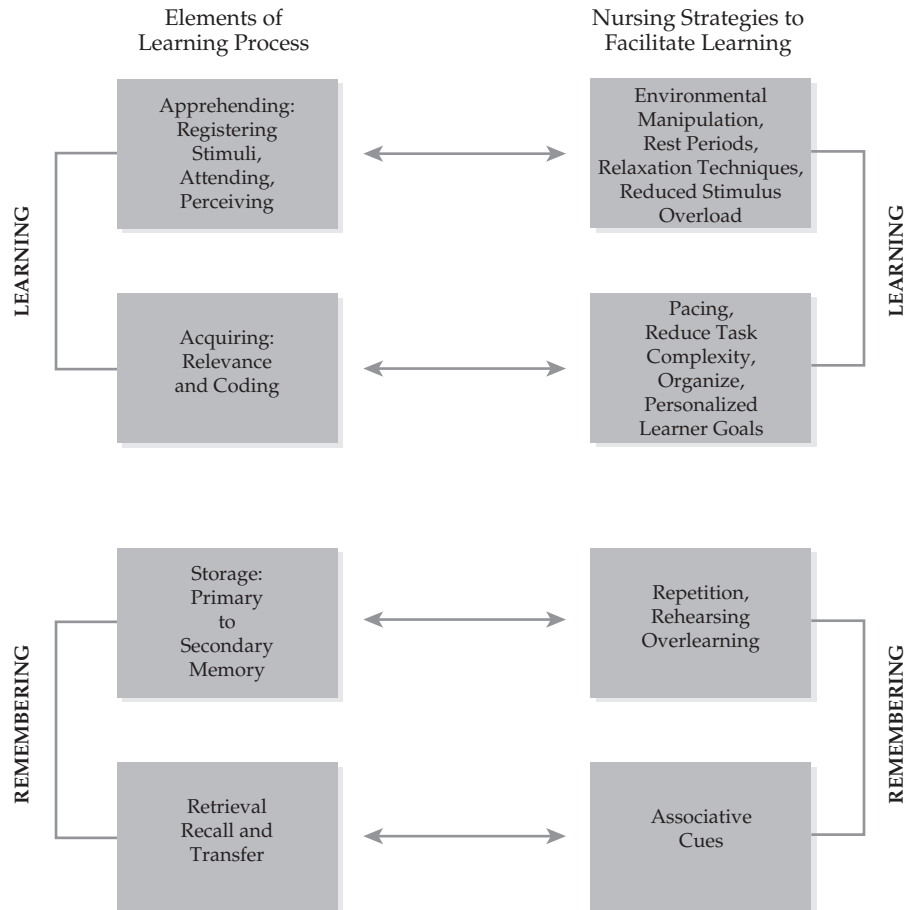 Elements of
Learning Process
Nursing Strategies to
Facilitate Learning
LEARNING
Apprehending:
Registering
Stimuli,
Attending,
Perceiving
Environmental
Manipulation,
Rest Periods,
Relaxation Techniques,
Reduced Stimulus
Overload
LEARNING
Acquiring:
Relevance
and Coding
Pacing,
Reduce Task
Complexity,
Organize,
Personalized
Learner Goals
REMEMBERING
Storage:
Primary
to
Secondary
Memory
Repetition,
Rehearsing
Overlearning
REMEMBERING
Retrieval
Recall and
Transfer
Associative
Cues